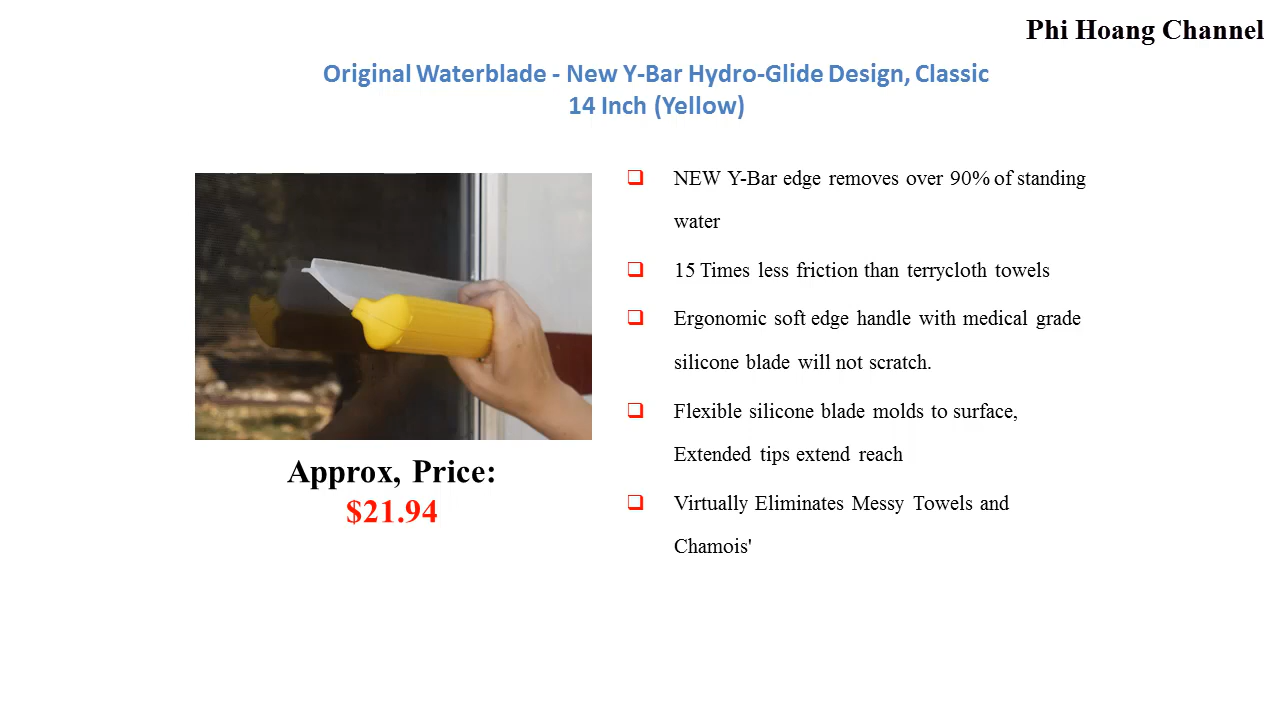 Phi Hoang Channel
Original Waterblade - New Y-Bar Hydro-Glide Design, Classic
14 Inch (Yellow)
NEW Y-Bar edge removes over 90% of standing
water
15 Times less friction than terrycloth towels
Ergonomic soft edge handle with medical grade
silicone blade will not scratch.
Flexible silicone blade molds to surface,
Extended tips extend reach
Virtually Eliminates Messy Towels and
Chamois'
Approx, Price:
$21.94